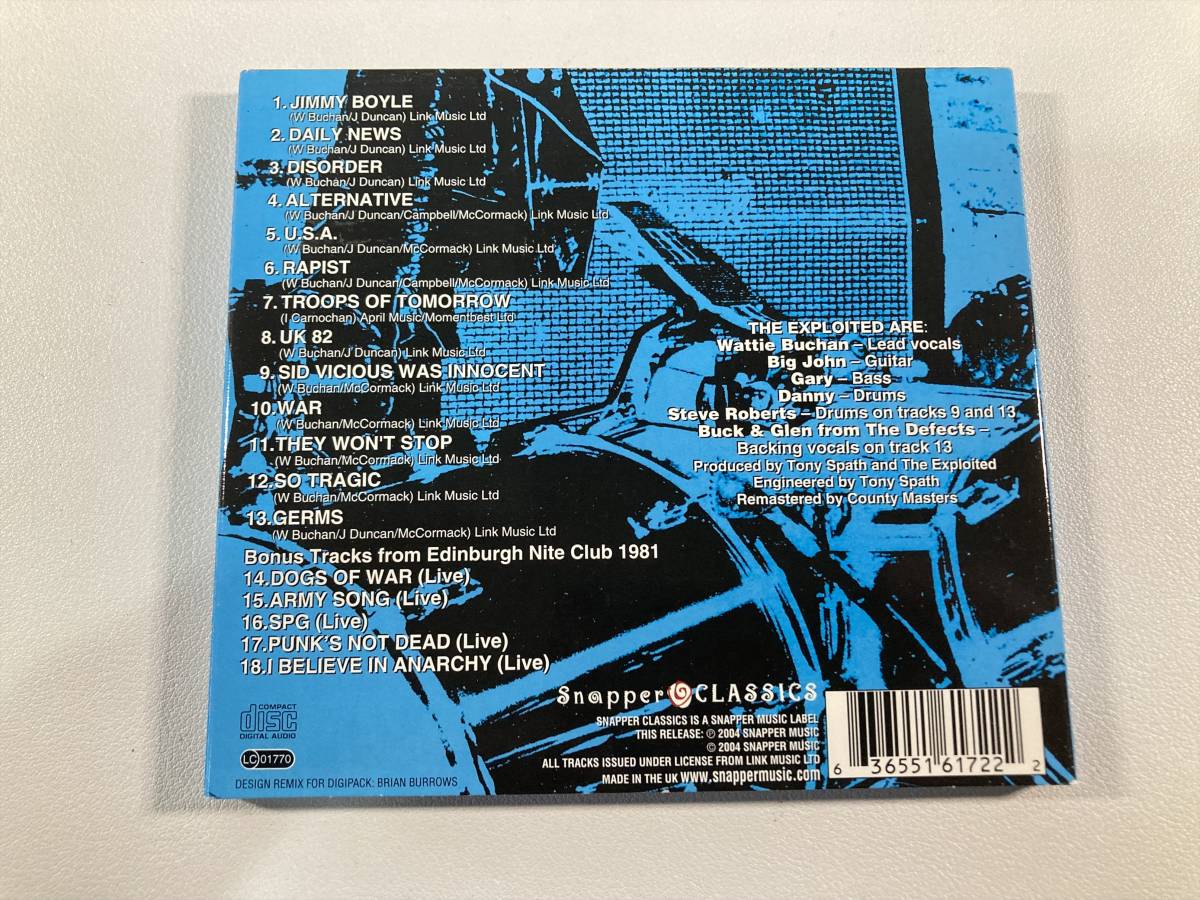 1. JIMMY BOYLE
(W Buchan/J Duncan) Link Music Ltd
2. DAILY NEWS
(W Buchan/J Duncan) Link Music Ltd
3. DISORDER
(W Buchan/J Duncan) Link Music Ltd
4. ALTERNATIVE
(W Buchan/J Duncan/Campbell/McCormack) Link Music Ltd
5. U.S.A.
(W Buchan/J Duncan/McCormack) Link Music Ltd
6. RAPIST
(W Buchan/J Duncan/Campbell/McCormack) Link Music Ltd
7. TROOPS OF TOMORROW
(I Carnochan) April Music/Momentbest Ltd
8. UK 82
(W Buchan/J Duncan) Link Music Ltd
9. SID VICIOUS WAS INNOCENT
(W Buchan/McCormack) Link Music Ltd
10. WAR
(W Buchan/McCormack) Link Music Ltd
11. THEY WON'T STOP
(W Buchan/McCormack) Link Music Ltd
12. SO TRAGIC
(W Buchan/McCormack) Link Music Ltd
13. GERMS
(W Buchan/J Duncan/McCormack) Link Music Ltd
Bonus Tracks from Edinburgh Nite Club 1981
14. DOGS OF WAR (Live)
15. ARMY SONG (Live)
16. SPG (Live)
17. PUNK'S NOT DEAD (Live)
18. I BELIEVE IN ANARCHY (Live)
THE EXPLOITED ARE:
Wattie Buchan – Lead vocals
Big John – Guitar
Gary – Bass
Danny – Drums
Steve Roberts – Drums on tracks 9 and 13
Buck & Glen from The Defects –
Backing vocals on track 13
Produced by Tony Spath and The Exploited
Engineered by Tony Spath
Remastered by County Masters
COMPACT
disc
DIGITAL AUDIO
LC 01770
DESIGN REMIX FOR DIGIPACK: BRIAN BURROWS
Snapper CLASSICS
SNAPPER CLASSICS IS A SNAPPER MUSIC LABEL
THIS RELEASE: ℗ 2004 SNAPPER MUSIC
© 2004 SNAPPER MUSIC
ALL TRACKS ISSUED UNDER LICENSE FROM LINK MUSIC LTD
MADE IN THE UK www.snappermusic.com
6 36551 61722 2